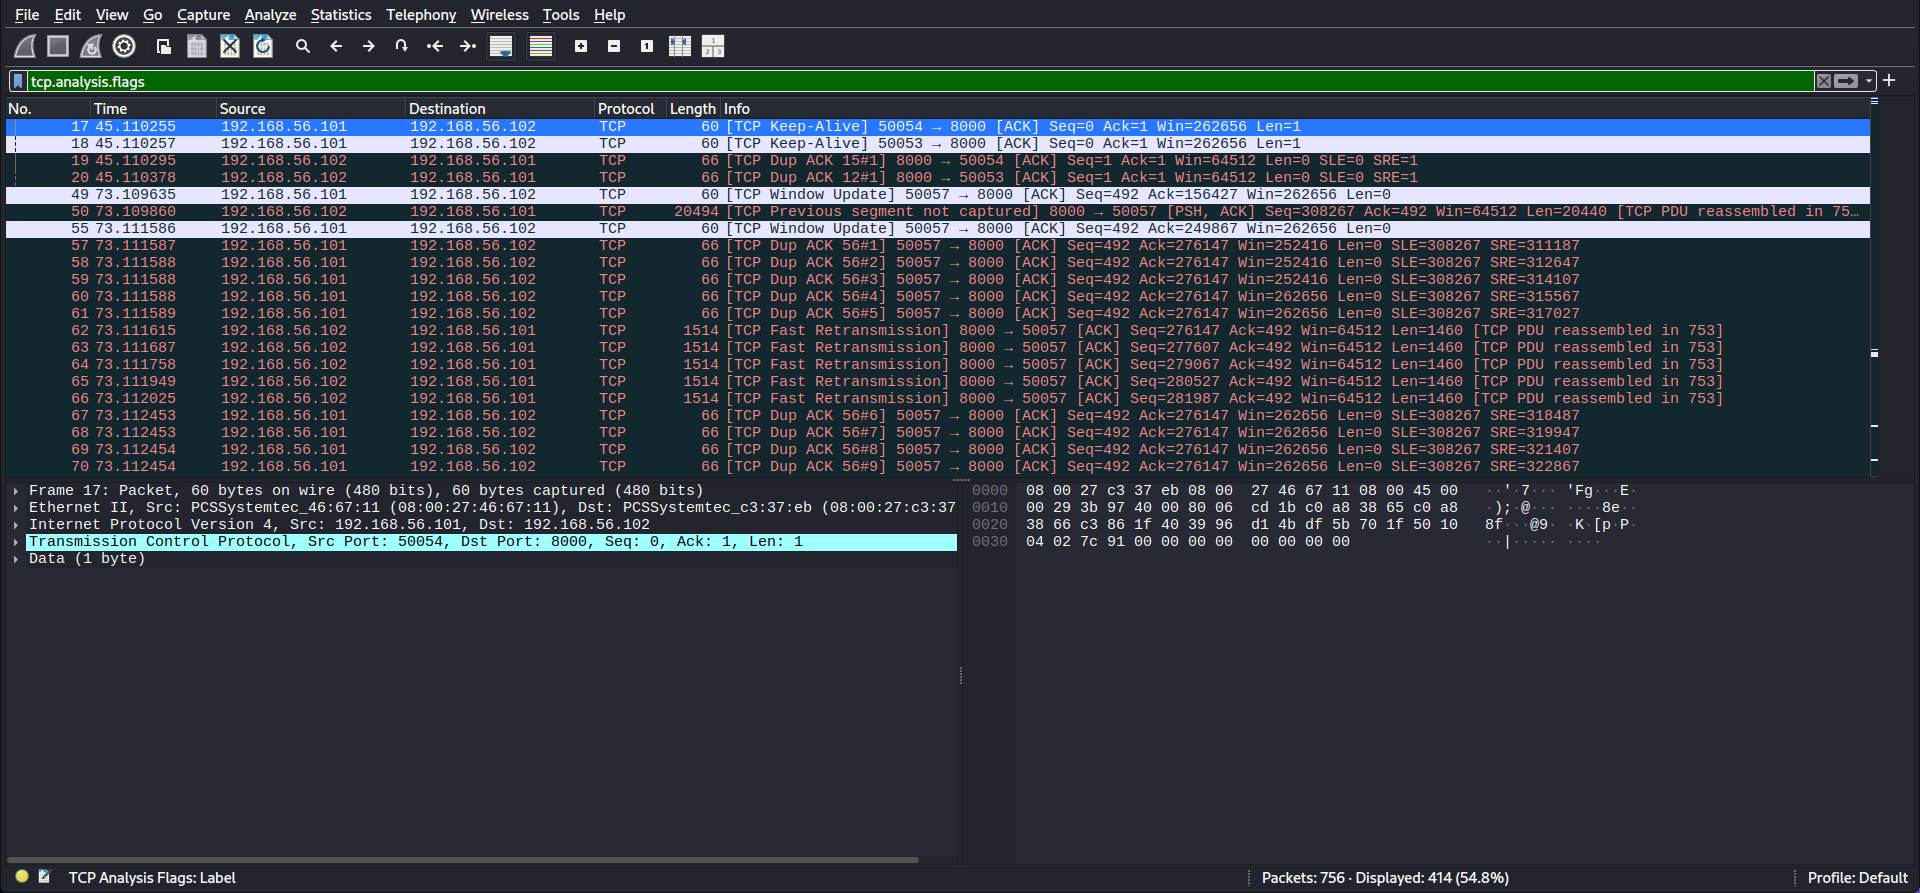 File Edit View Go Capture Analyze Statistics Telephony Wireless Tools Help
tcp.analysis.flags
No. Time Source Destination Protocol Length Info
17 45.110255 192.168.56.101 192.168.56.102 TCP 60 [TCP Keep-Alive] 50054 → 8000 [ACK] Seq=0 Ack=1 Win=262656 Len=1
18 45.110257 192.168.56.101 192.168.56.102 TCP 60 [TCP Keep-Alive] 50053 → 8000 [ACK] Seq=0 Ack=1 Win=262656 Len=1
19 45.110295 192.168.56.102 192.168.56.101 TCP 66 [TCP Dup ACK 15#1] 8000 → 50054 [ACK] Seq=1 Ack=1 Win=64512 Len=0 SLE=0 SRE=1
20 45.110378 192.168.56.102 192.168.56.101 TCP 66 [TCP Dup ACK 12#1] 8000 → 50053 [ACK] Seq=1 Ack=1 Win=64512 Len=0 SLE=0 SRE=1
49 73.109635 192.168.56.101 192.168.56.102 TCP 60 [TCP Window Update] 50057 → 8000 [ACK] Seq=492 Ack=156427 Win=262656 Len=0
50 73.109860 192.168.56.102 192.168.56.101 TCP 20494 [TCP Previous segment not captured] 8000 → 50057 [PSH, ACK] Seq=308267 Ack=492 Win=64512 Len=20440 [TCP PDU reassembled in 75…
55 73.111586 192.168.56.101 192.168.56.102 TCP 60 [TCP Window Update] 50057 → 8000 [ACK] Seq=492 Ack=249867 Win=262656 Len=0
57 73.111587 192.168.56.101 192.168.56.102 TCP 66 [TCP Dup ACK 56#1] 50057 → 8000 [ACK] Seq=492 Ack=276147 Win=252416 Len=0 SLE=308267 SRE=311187
58 73.111588 192.168.56.101 192.168.56.102 TCP 66 [TCP Dup ACK 56#2] 50057 → 8000 [ACK] Seq=492 Ack=276147 Win=252416 Len=0 SLE=308267 SRE=312647
59 73.111588 192.168.56.101 192.168.56.102 TCP 66 [TCP Dup ACK 56#3] 50057 → 8000 [ACK] Seq=492 Ack=276147 Win=252416 Len=0 SLE=308267 SRE=314107
60 73.111588 192.168.56.101 192.168.56.102 TCP 66 [TCP Dup ACK 56#4] 50057 → 8000 [ACK] Seq=492 Ack=276147 Win=262656 Len=0 SLE=308267 SRE=315567
61 73.111589 192.168.56.101 192.168.56.102 TCP 66 [TCP Dup ACK 56#5] 50057 → 8000 [ACK] Seq=492 Ack=276147 Win=262656 Len=0 SLE=308267 SRE=317027
62 73.111615 192.168.56.102 192.168.56.101 TCP 1514 [TCP Fast Retransmission] 8000 → 50057 [ACK] Seq=276147 Ack=492 Win=64512 Len=1460 [TCP PDU reassembled in 753]
63 73.111687 192.168.56.102 192.168.56.101 TCP 1514 [TCP Fast Retransmission] 8000 → 50057 [ACK] Seq=277607 Ack=492 Win=64512 Len=1460 [TCP PDU reassembled in 753]
64 73.111758 192.168.56.102 192.168.56.101 TCP 1514 [TCP Fast Retransmission] 8000 → 50057 [ACK] Seq=279067 Ack=492 Win=64512 Len=1460 [TCP PDU reassembled in 753]
65 73.111949 192.168.56.102 192.168.56.101 TCP 1514 [TCP Fast Retransmission] 8000 → 50057 [ACK] Seq=280527 Ack=492 Win=64512 Len=1460 [TCP PDU reassembled in 753]
66 73.112025 192.168.56.102 192.168.56.101 TCP 1514 [TCP Fast Retransmission] 8000 → 50057 [ACK] Seq=281987 Ack=492 Win=64512 Len=1460 [TCP PDU reassembled in 753]
67 73.112453 192.168.56.101 192.168.56.102 TCP 66 [TCP Dup ACK 56#6] 50057 → 8000 [ACK] Seq=492 Ack=276147 Win=262656 Len=0 SLE=308267 SRE=318487
68 73.112453 192.168.56.101 192.168.56.102 TCP 66 [TCP Dup ACK 56#7] 50057 → 8000 [ACK] Seq=492 Ack=276147 Win=262656 Len=0 SLE=308267 SRE=319947
69 73.112454 192.168.56.101 192.168.56.102 TCP 66 [TCP Dup ACK 56#8] 50057 → 8000 [ACK] Seq=492 Ack=276147 Win=262656 Len=0 SLE=308267 SRE=321407
70 73.112454 192.168.56.101 192.168.56.102 TCP 66 [TCP Dup ACK 56#9] 50057 → 8000 [ACK] Seq=492 Ack=276147 Win=262656 Len=0 SLE=308267 SRE=322867
Frame 17: Packet, 60 bytes on wire (480 bits), 60 bytes captured (480 bits)
Ethernet II, Src: PCSSystemtec_46:67:11 (08:00:27:46:67:11), Dst: PCSSystemtec_c3:37:eb (08:00:27:c3:37
Internet Protocol Version 4, Src: 192.168.56.101, Dst: 192.168.56.102
Transmission Control Protocol, Src Port: 50054, Dst Port: 8000, Seq: 0, Ack: 1, Len: 1
Data (1 byte)
0000 08 00 27 c3 37 eb 08 00 27 46 67 11 08 00 45 00 ··'·7··· 'Fg···E·
0010 00 29 3b 97 40 00 80 06 cd 1b c0 a8 38 65 c0 a8 ·);·@··· ····8e··
0020 38 66 c3 86 1f 40 39 96 d1 4b df 5b 70 1f 50 10 8f···@9· ·K·[p·P·
0030 04 02 7c 91 00 00 00 00 00 00 00 00 ··|····· ····
TCP Analysis Flags: Label
Packets: 756 · Displayed: 414 (54.8%)
Profile: Default